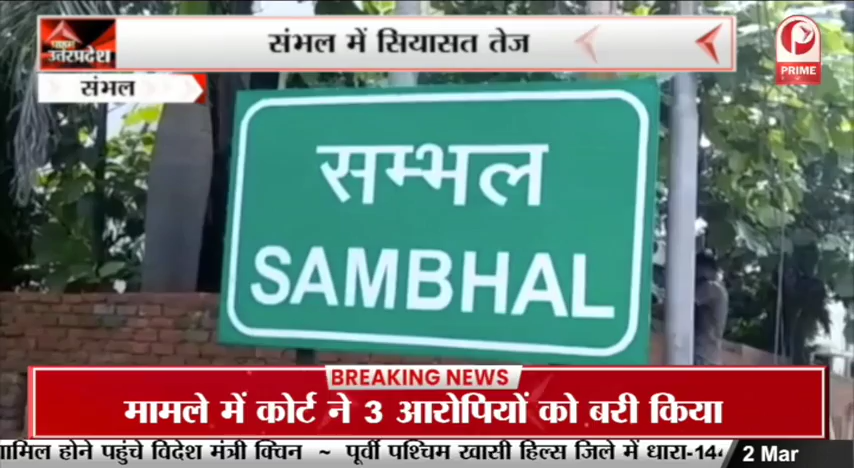 संभल में सियासत तेज
उत्तरप्रदेश
PRIME
संभल
सम्भल
SAMBHAL
BREAKING NEWS
मामले में कोर्ट ने 3 आरोपियों को बरी किया
होने पहुंचे विदेश मंत्री क्विन ~ पूर्वी पश्चिम खासी हिल्स जिले में धारा-144
2 Mar